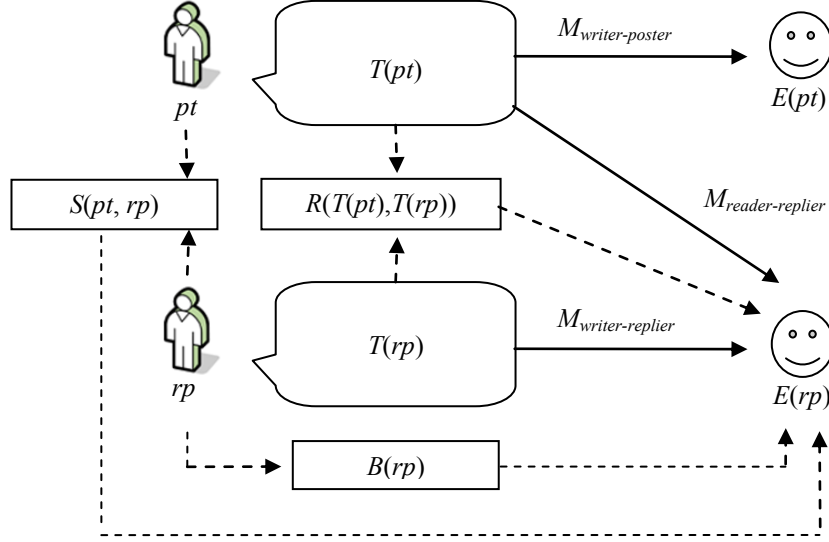 M_writer-poster
T(pt)
E(pt)
pt
S(pt, rp)
R(T(pt),T(rp))
M_reader-replier
M_writer-replier
T(rp)
rp
E(rp)
B(rp)